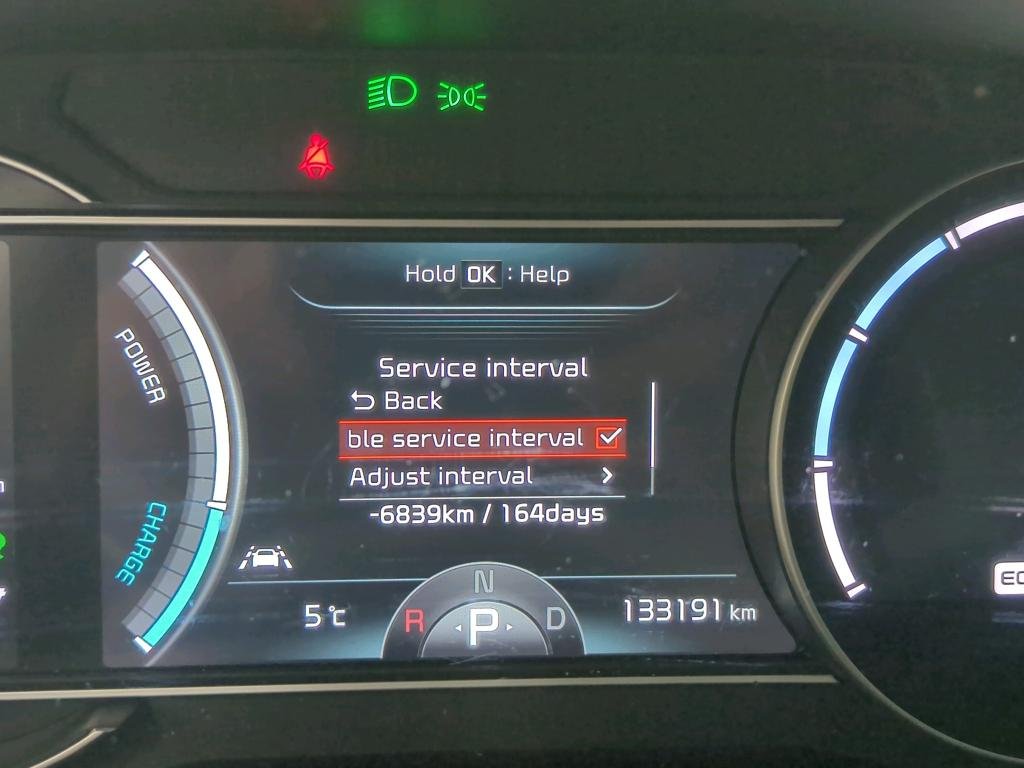 Hold OK : Help
Service interval
Back
ble service interval
Adjust interval
-6839km / 164days
POWER
CHARGE
N
R P D
5°C
133191 km